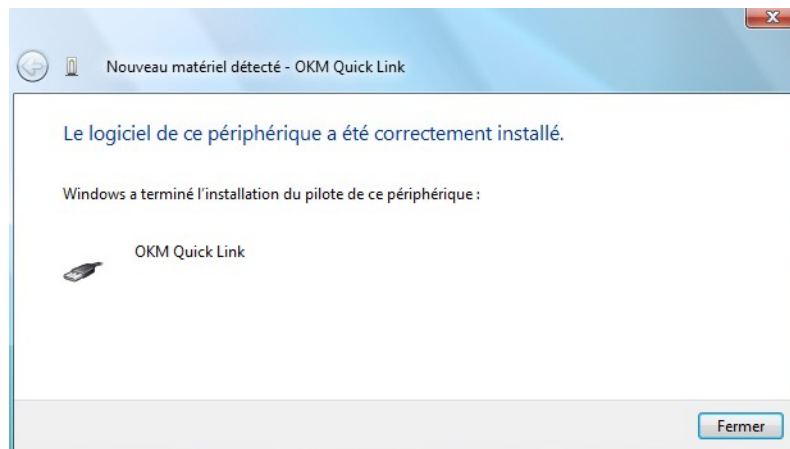 Nouveau matériel détecté - OKM Quick Link
Le logiciel de ce périphérique a été correctement installé.
Windows a terminé l'installation du pilote de ce périphérique :
OKM Quick Link
Fermer